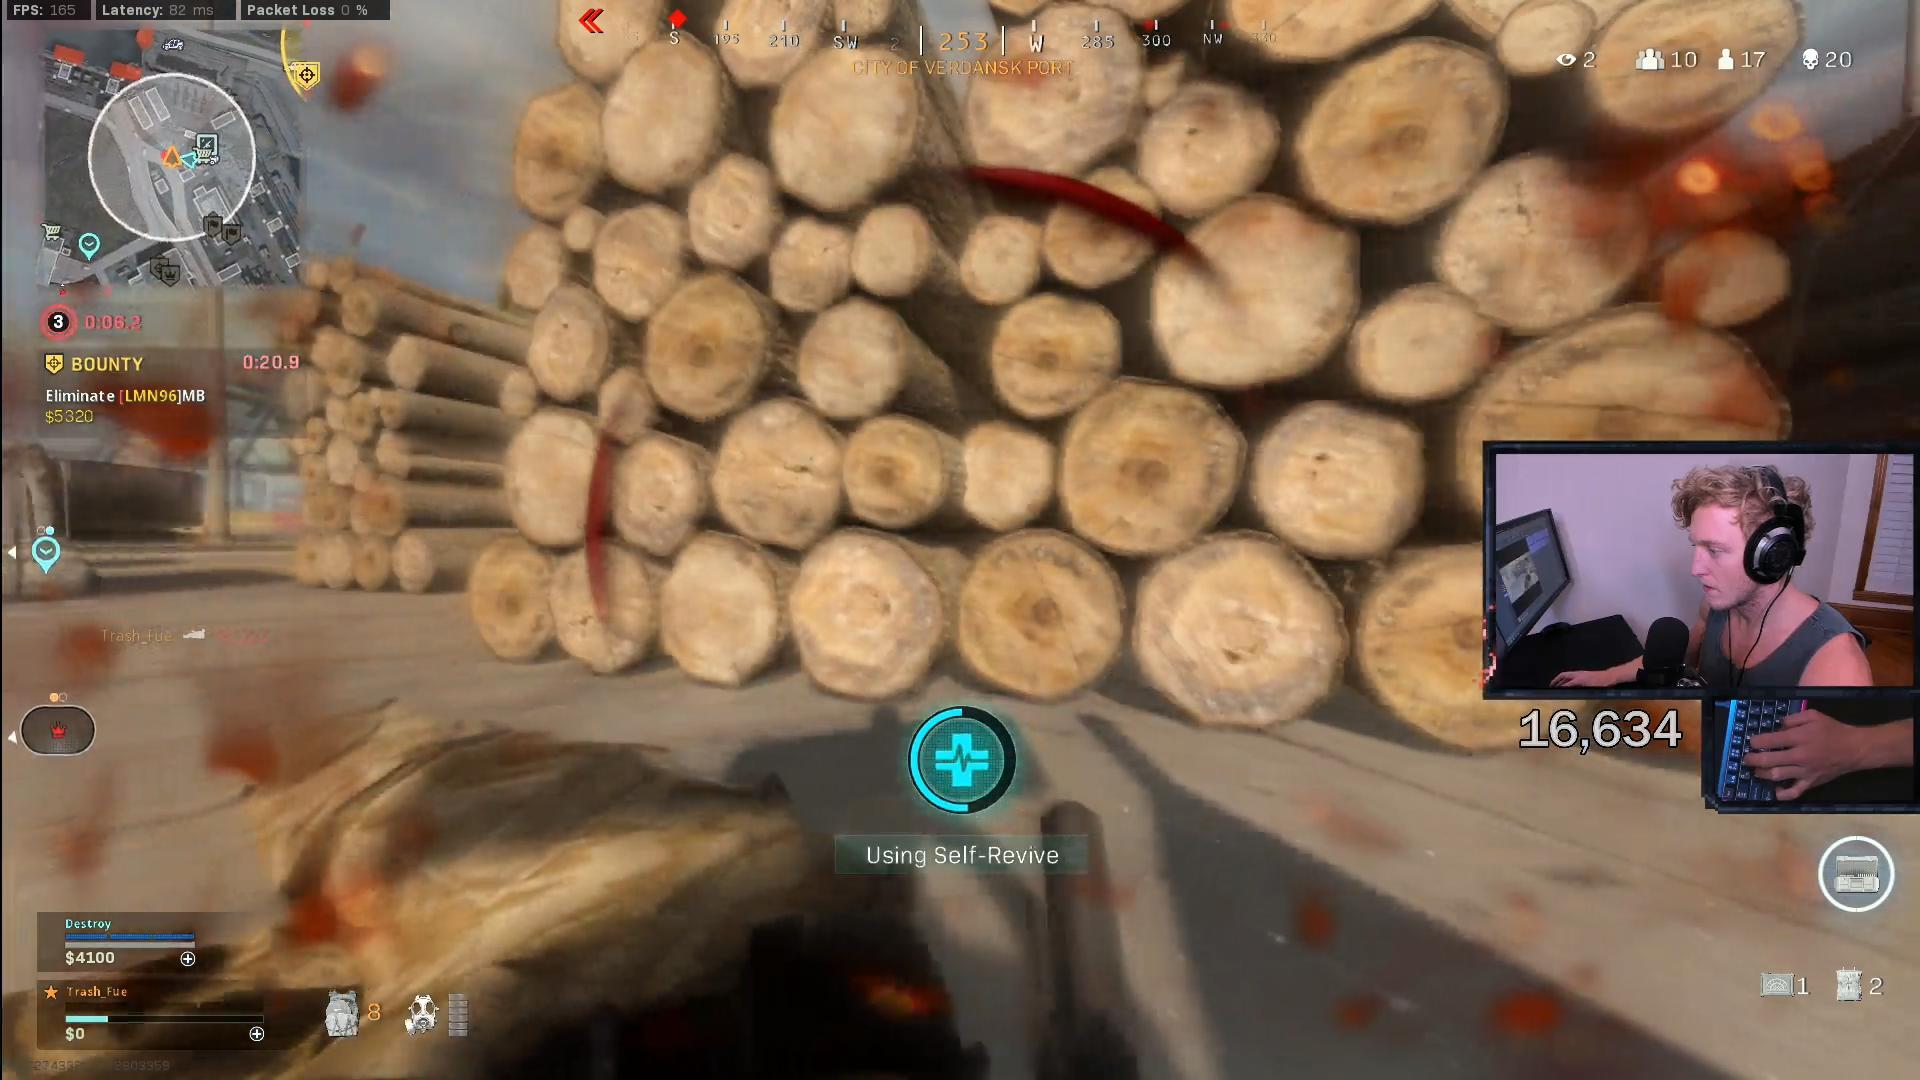 FPS: 165 Latency: 82 ms Packet Loss 0 %
S 195 210 SW 253 W 285 300 NW 330
CITY OF VERDANSK PORT
2 10 17 20
3 0:06.2
BOUNTY 0:20.9
Eliminate [LMN96]MB
$5320
Trash_Fue
16,634
Using Self-Revive
Destroy
$4100
Trash_Fue
$0
8
1 2